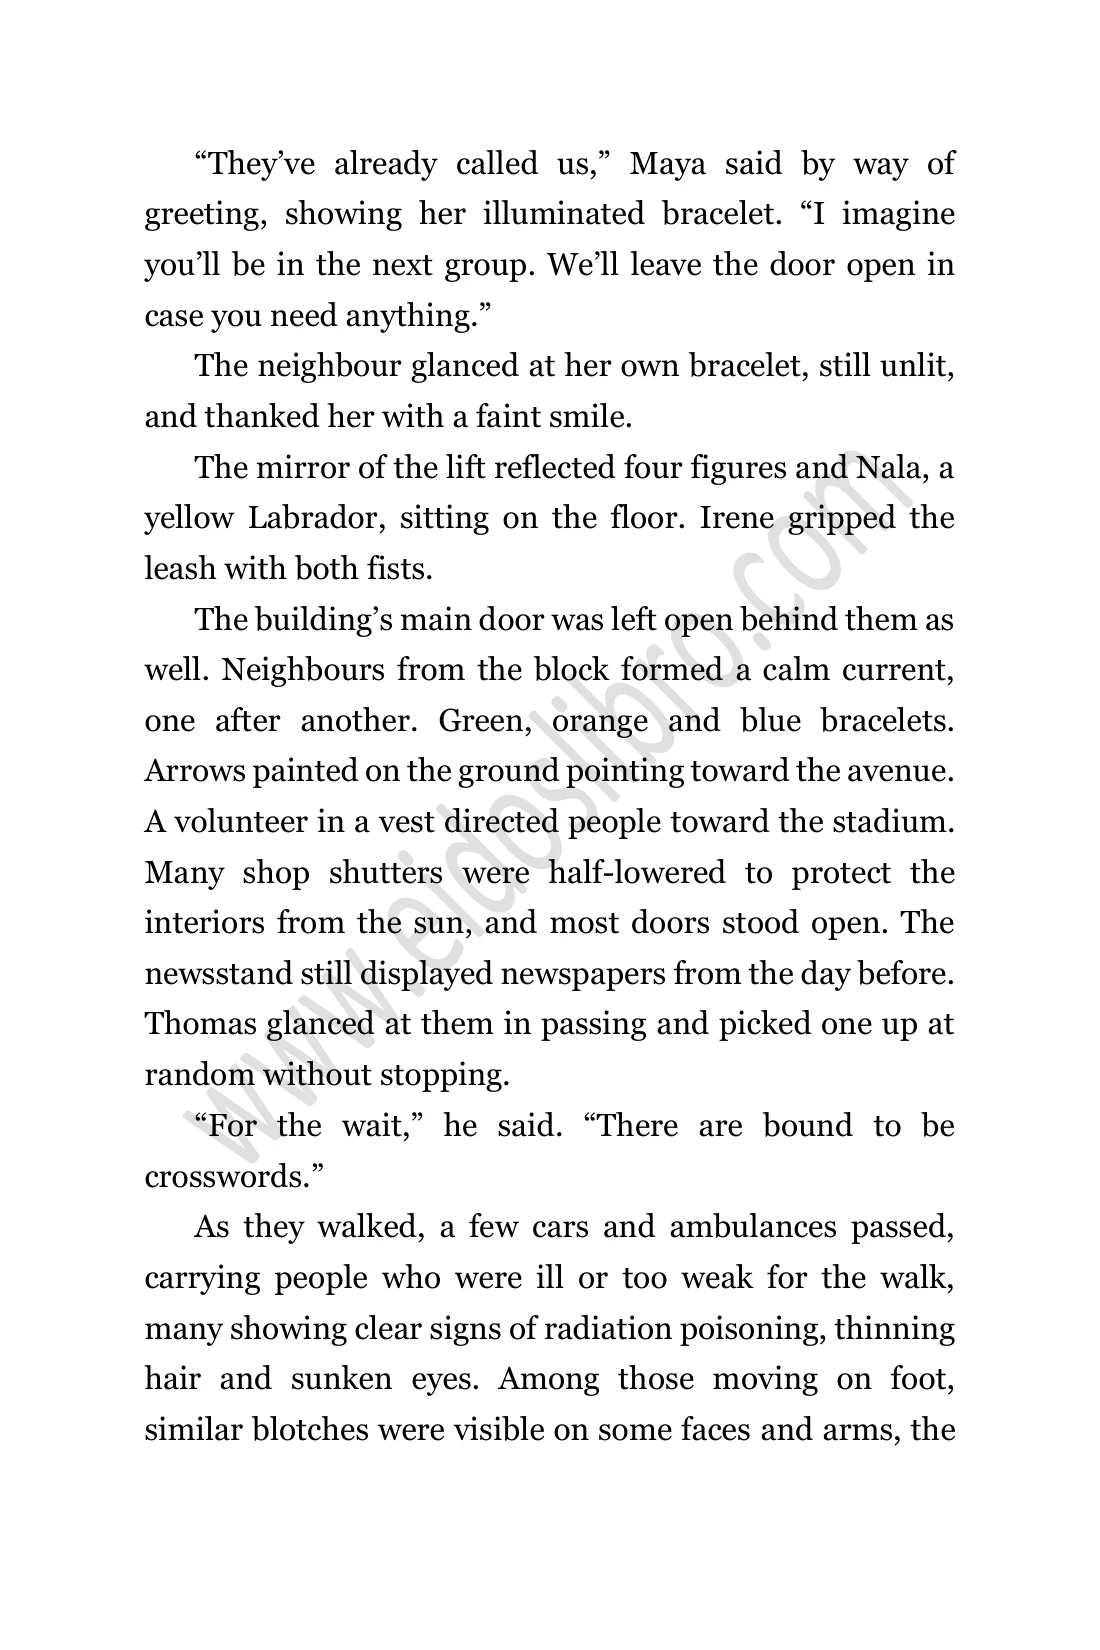 “They’ve already called us,” Maya said by way of
greeting, showing her illuminated bracelet. “I imagine
you’ll be in the next group. We’ll leave the door open in
case you need anything.”
The neighbour glanced at her own bracelet, still unlit,
and thanked her with a faint smile.
The mirror of the lift reflected four figures and Nala, a
yellow Labrador, sitting on the floor. Irene gripped the
leash with both fists.
The building’s main door was left open behind them as
well. Neighbours from the block formed a calm current,
one after another. Green, orange and blue bracelets.
Arrows painted on the ground pointing toward the avenue.
A volunteer in a vest directed people toward the stadium.
Many shop shutters were half-lowered to protect the
interiors from the sun, and most doors stood open. The
newsstand still displayed newspapers from the day before.
Thomas glanced at them in passing and picked one up at
random without stopping.
“For the wait,” he said. “There are bound to be
crosswords.”
As they walked, a few cars and ambulances passed,
carrying people who were ill or too weak for the walk,
many showing clear signs of radiation poisoning, thinning
hair and sunken eyes. Among those moving on foot,
similar blotches were visible on some faces and arms, the
www.eidoslibro.com